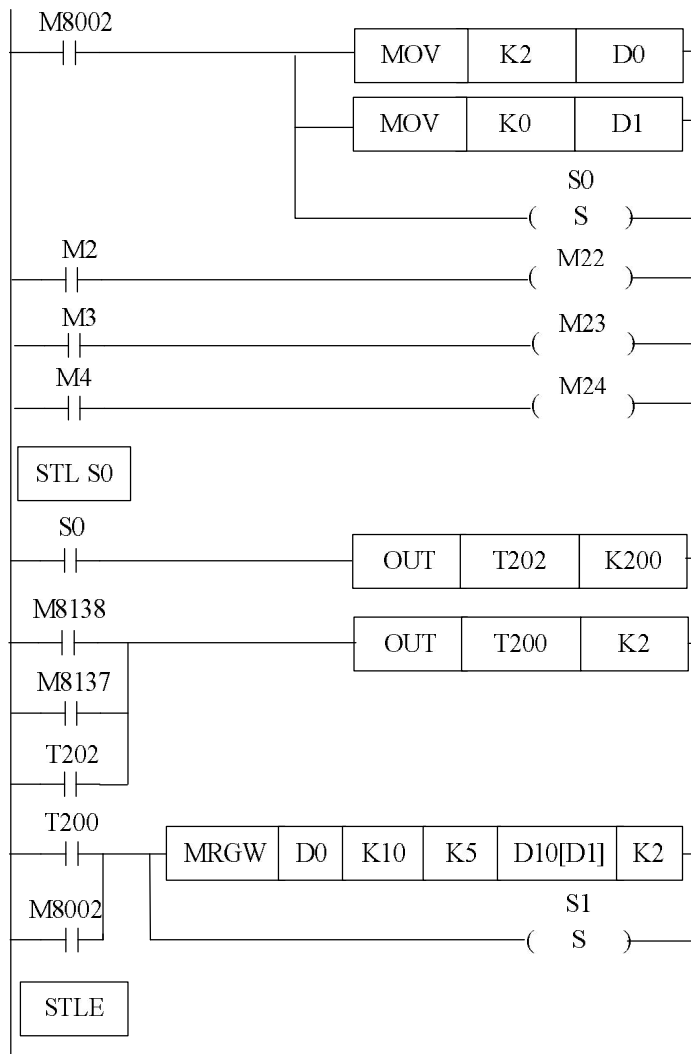 M8002
MOV K2 D0
MOV K0 D1
S0
( S )
M2
( M22 )
M3
( M23 )
M4
( M24 )
STL S0
S0
OUT T202 K200
M8138
OUT T200 K2
M8137
T202
T200
MRGW D0 K10 K5 D10[D1] K2
M8002
S1
( S )
STLE